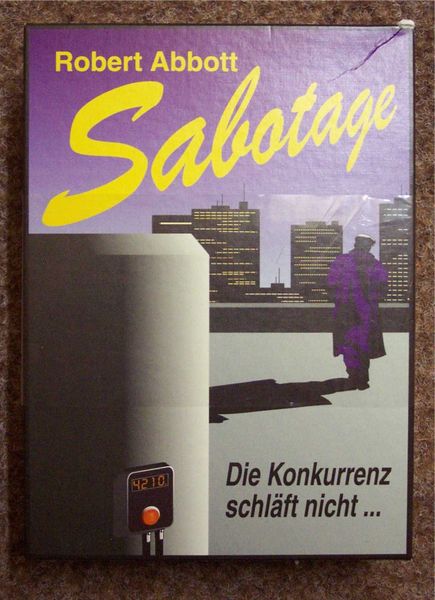 Robert Abbott
Sabotage
4210
Die Konkurrenz
schläft nicht ...